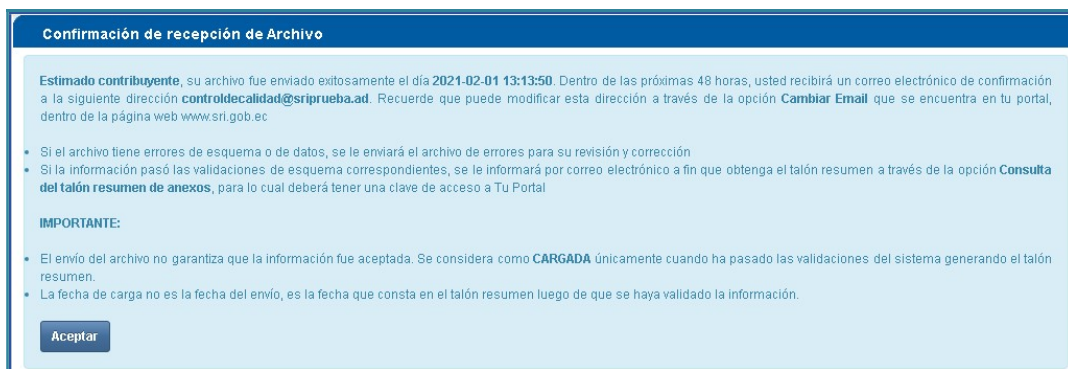 Confirmación de recepción de Archivo
Estimado contribuyente, su archivo fue enviado exitosamente el día 2021-02-01 13:13:50. Dentro de las próximas 48 horas, usted recibirá un correo electrónico de confirmación
a la siguiente dirección controldecalidad@sriprueba.ad. Recuerde que puede modificar esta dirección a través de la opción Cambiar Email que se encuentra en tu portal,
dentro de la página web www.sri.gob.ec
• Si el archivo tiene errores de esquema o de datos, se le enviará el archivo de errores para su revisión y corrección
• Si la información pasó las validaciones de esquema correspondientes, se le informará por correo electrónico a fin que obtenga el talón resumen a través de la opción Consulta
del talón resumen de anexos, para lo cual deberá tener una clave de acceso a Tu Portal
IMPORTANTE:
• El envío del archivo no garantiza que la información fue aceptada. Se considera como CARGADA únicamente cuando ha pasado las validaciones del sistema generando el talón
resumen.
• La fecha de carga no es la fecha del envío, es la fecha que consta en el talón resumen luego de que se haya validado la información.
Aceptar